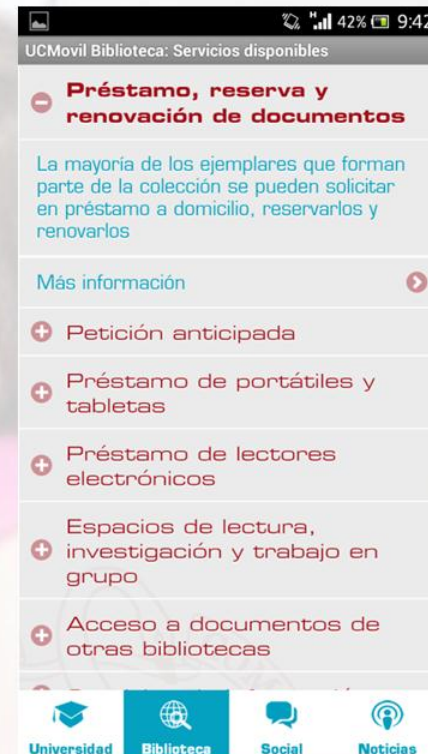 42% 9:42
UCMovil Biblioteca: Servicios disponibles
Préstamo, reserva y
renovación de documentos
La mayoría de los ejemplares que forman
parte de la colección se pueden solicitar
en préstamo a domicilio, reservarlos y
renovarlos
Más información
Petición anticipada
Préstamo de portátiles y
tabletas
Préstamo de lectores
electrónicos
Espacios de lectura,
investigación y trabajo en
grupo
Acceso a documentos de
otras bibliotecas
Universidad Biblioteca Social Noticias